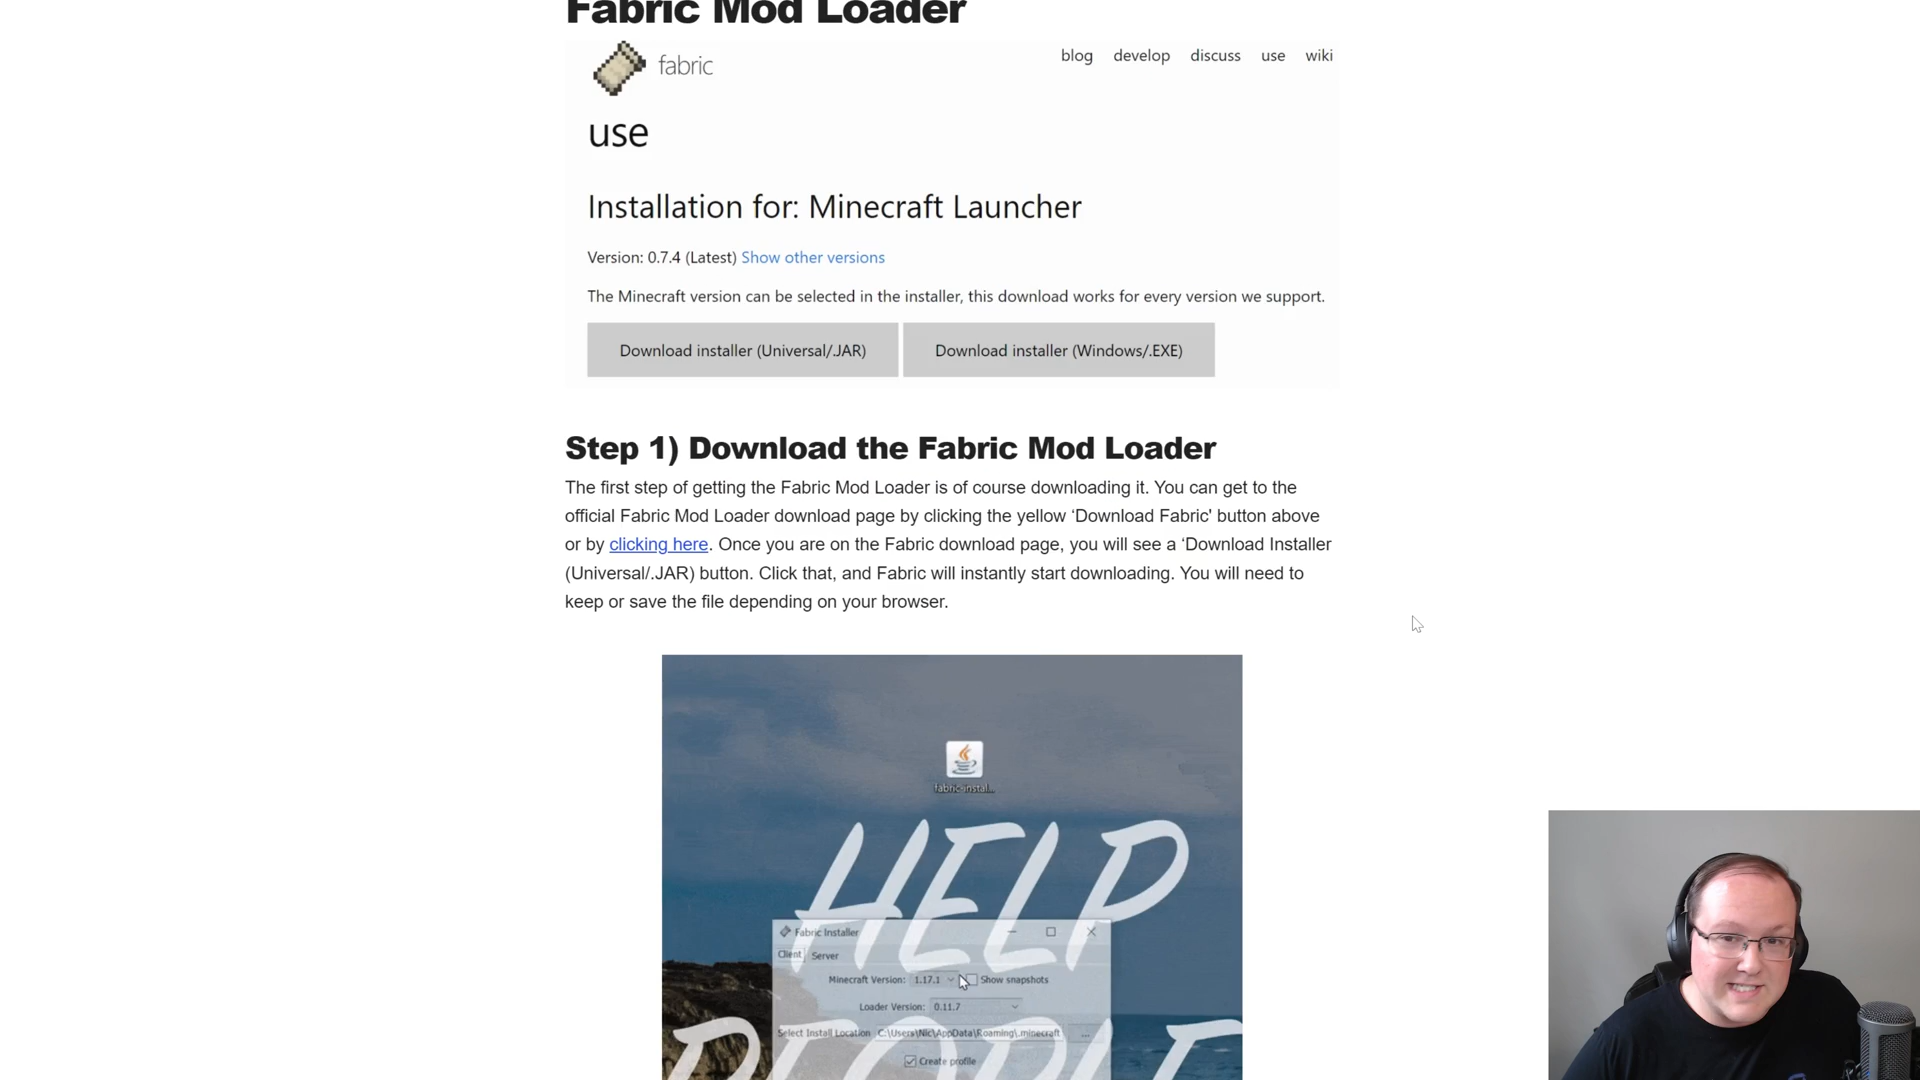 Fabric Mod Loader
fabric
blog develop discuss use wiki
use
Installation for: Minecraft Launcher
Version: 0.7.4 (Latest) Show other versions
The Minecraft version can be selected in the installer, this download works for every version we support.
Download installer (Universal/.JAR) Download installer (Windows/.EXE)
Step 1) Download the Fabric Mod Loader
The first step of getting the Fabric Mod Loader is of course downloading it. You can get to the
official Fabric Mod Loader download page by clicking the yellow ‘Download Fabric' button above
or by clicking here. Once you are on the Fabric download page, you will see a ‘Download Installer
(Universal/.JAR) button. Click that, and Fabric will instantly start downloading. You will need to
keep or save the file depending on your browser.
fabric-instal...
HELP
Fabric Installer
Client Server
Minecraft Version: 1.17.1 Show snapshots
Loader Version: 0.11.7
Select Install Location C:\Users\Nic\AppData\Roaming\.minecraft ...
PEOPLE
Create profile